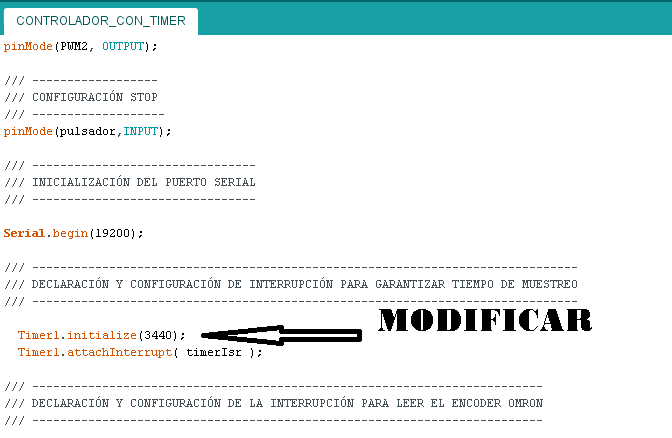 CONTROLADOR_CON_TIMER
pinMode(PWM2, OUTPUT);
/// ------------------
/// CONFIGURACIÓN STOP
/// -------------------
pinMode(pulsador,INPUT);
/// --------------------------------
/// INICIALIZACIÓN DEL PUERTO SERIAL
/// --------------------------------
Serial.begin(19200);
/// ------------------------------------------------------------------------------
/// DECLARACIÓN Y CONFIGURACIÓN DE INTERRUPCIÓN PARA GARANTIZAR TIEMPO DE MUESTREO
/// ------------------------------------------------------------------------------
Timer1.initialize(3440);
MODIFICAR
Timer1.attachInterrupt( timerIsr );
/// -------------------------------------------------------------------------
/// DECLARACIÓN Y CONFIGURACIÓN DE LA INTERRUPCIÓN PARA LEER EL ENCODER OMRON
/// -------------------------------------------------------------------------